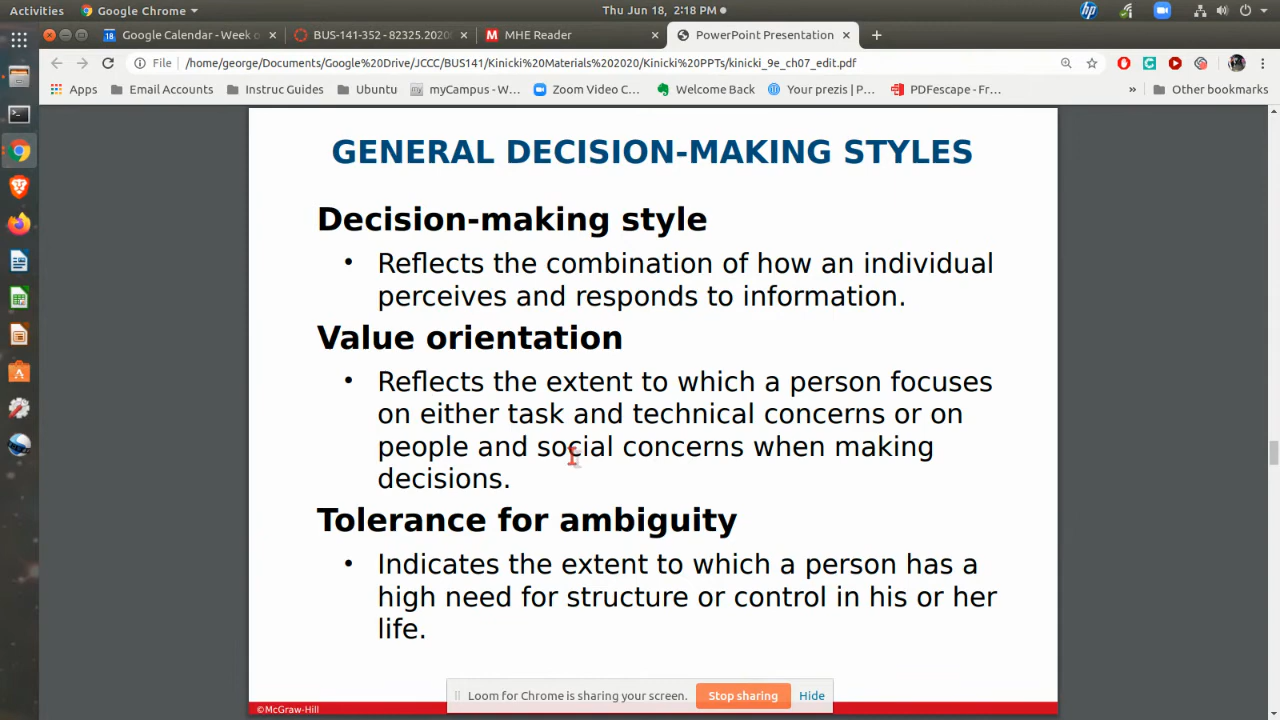 Activities
Google Chrome
Thu Jun 18, 2:18 PM
Google Calendar - Week o
BUS-141-352 - 82325.2020
MHE Reader
PowerPoint Presentation
File
/home/george/Documents/Google%20Drive/JCCC/BUS141/Kinicki%20Materials%202020/Kinicki%20PPTs/kinicki_9e_ch07_edit.pdf
Apps
Email Accounts
Instruc Guides
Ubuntu
myCampus - W...
Zoom Video C...
Welcome Back
Your prezis | P...
PDFescape - Fr...
Other bookmarks
GENERAL DECISION-MAKING STYLES
Decision-making style
• Reflects the combination of how an individual
perceives and responds to information.
Value orientation
• Reflects the extent to which a person focuses
on either task and technical concerns or on
people and social concerns when making
decisions.
Tolerance for ambiguity
• Indicates the extent to which a person has a
high need for structure or control in his or her
life.
Loom for Chrome is sharing your screen.
Stop sharing
Hide
©McGraw-Hill